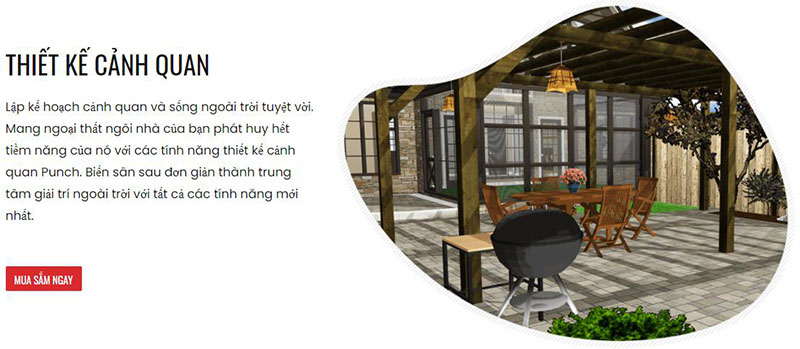 THIẾT KẾ CẢNH QUAN
Lập kế hoạch cảnh quan và sống ngoài trời tuyệt vời.
Mang ngoại thất ngôi nhà của bạn phát huy hết
tiềm năng của nó với các tính năng thiết kế cảnh
quan Punch. Biến sân sau đơn giản thành trung
tâm giải trí ngoài trời với tất cả các tính năng mới
nhất.
MUA SẮM NGAY